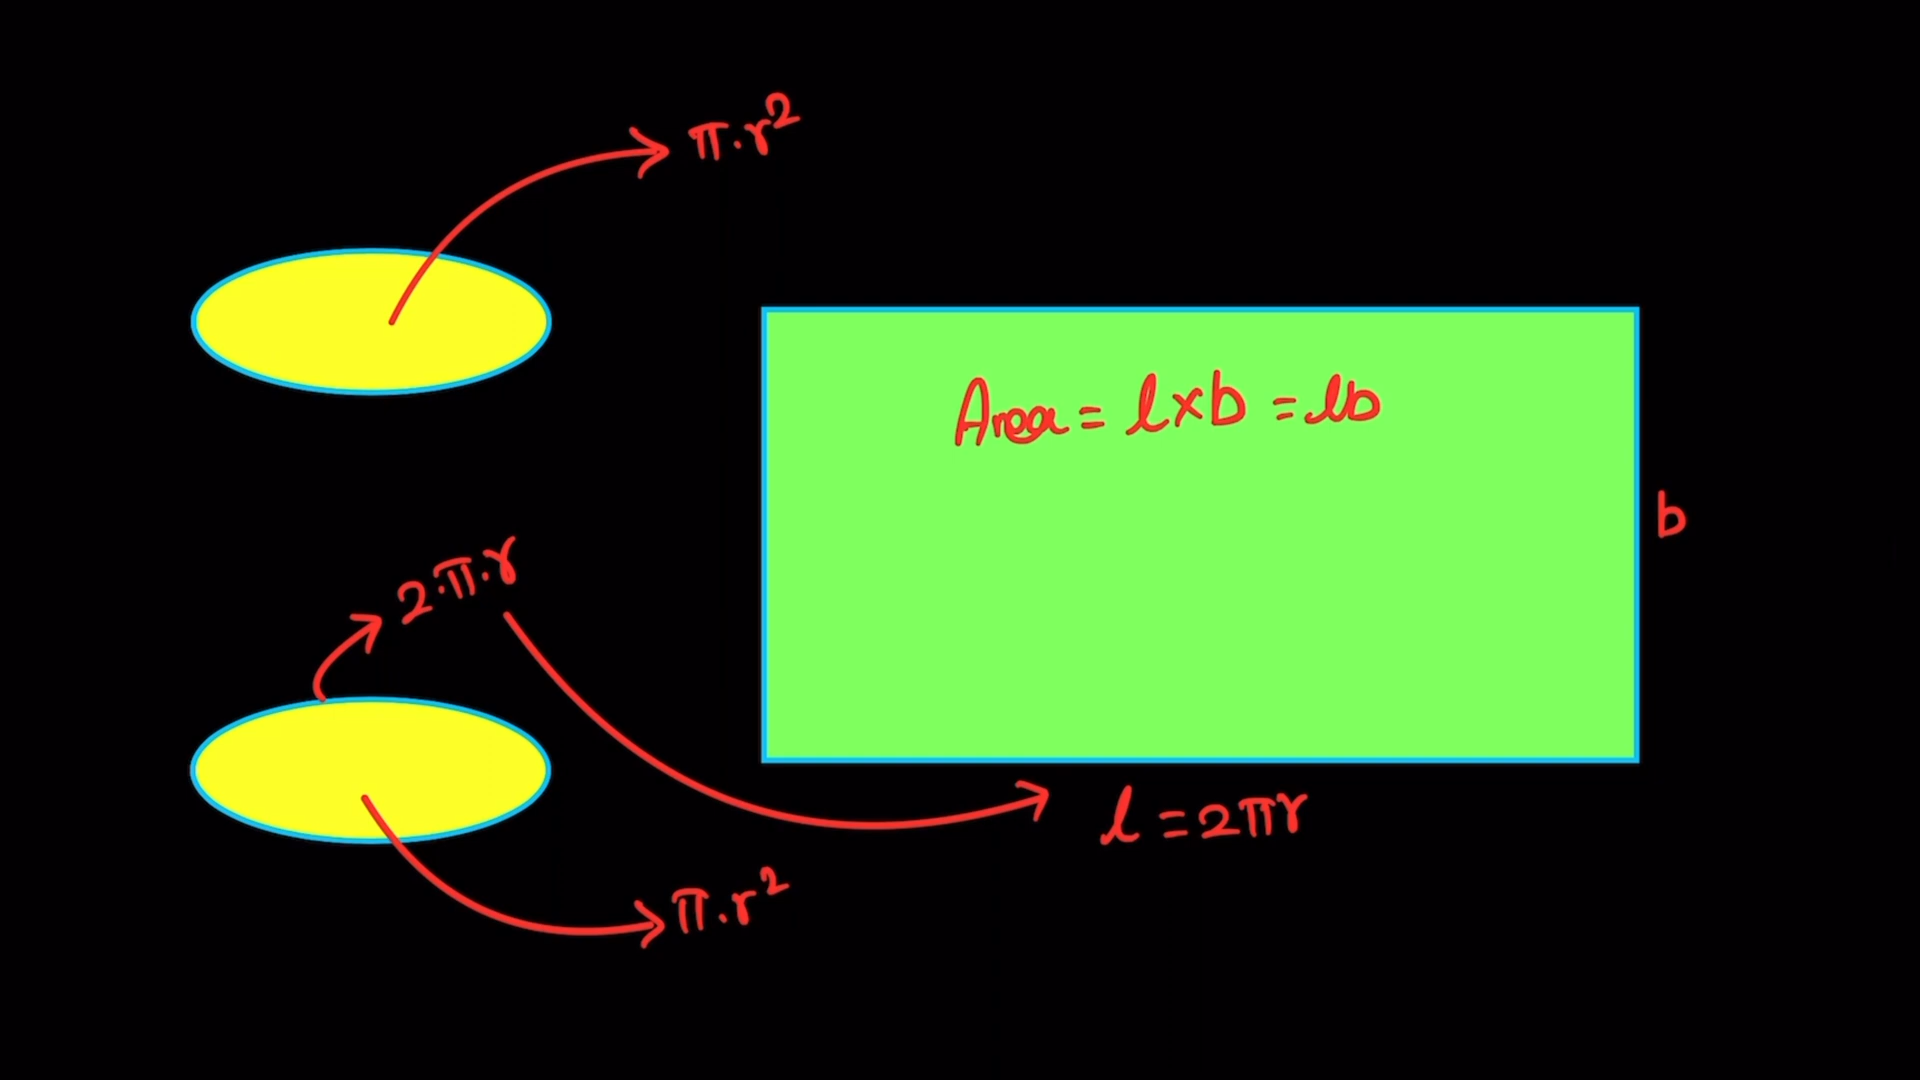 π.r²
Area = l×b = lb
b
2.π.r
l = 2πr
π.r²